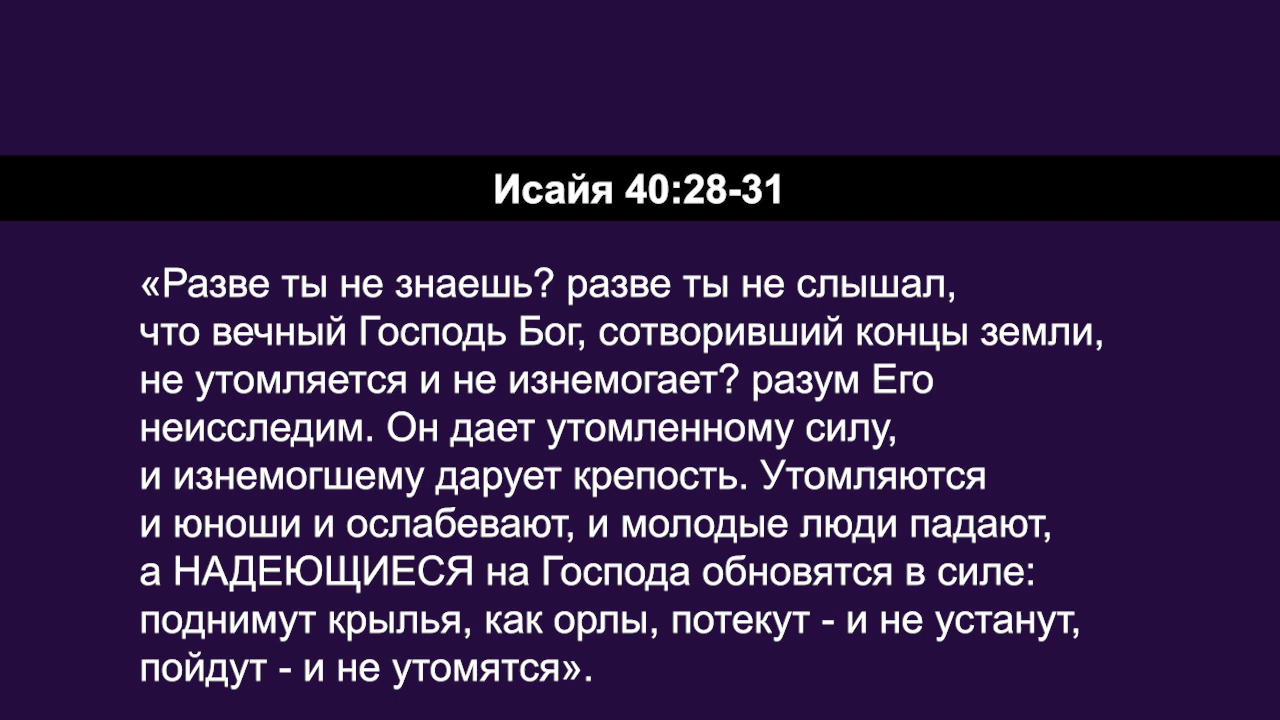 Исайя 40:28-31
«Разве ты не знаешь? разве ты не слышал,
что вечный Господь Бог, сотворивший концы земли,
не утомляется и не изнемогает? разум Его
неисследим. Он дает утомленному силу,
и изнемогшему дарует крепость. Утомляются
и юноши и ослабевают, и молодые люди падают,
а НАДЕЮЩИЕСЯ на Господа обновятся в силе:
поднимут крылья, как орлы, потекут - и не устанут,
пойдут - и не утомятся».